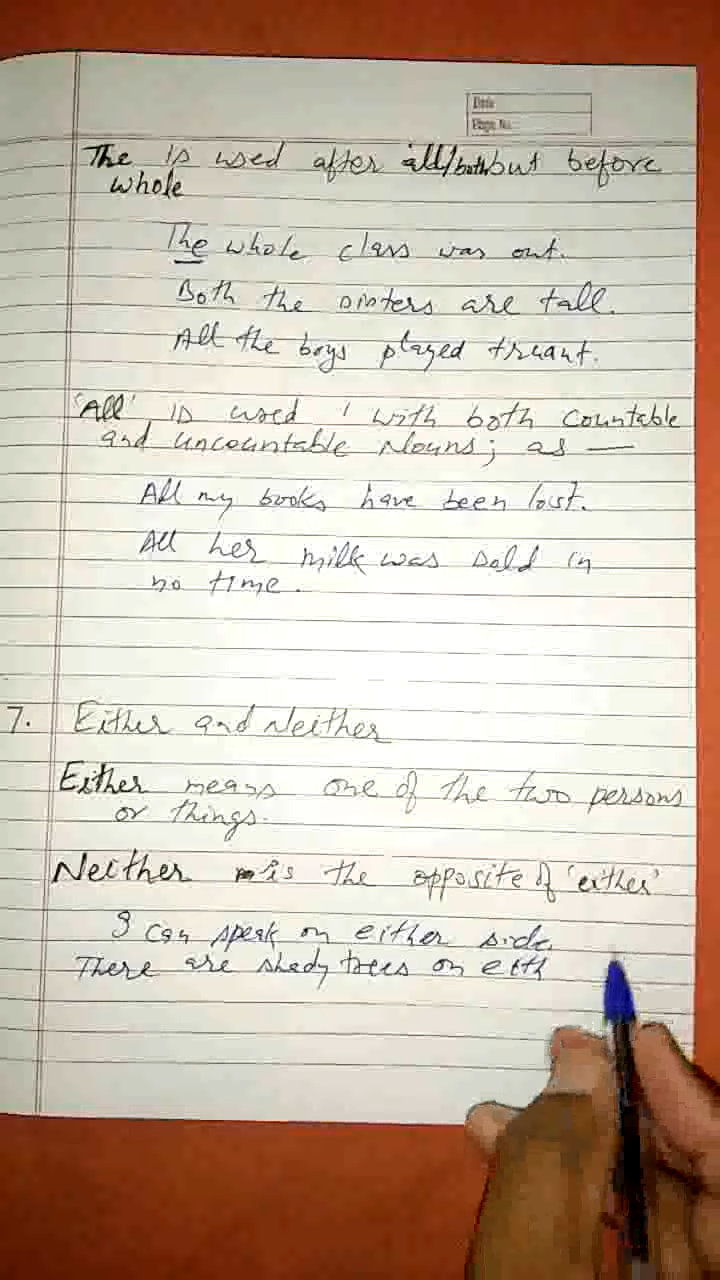 Date
Page No.
The is used after all/both but before
whole
The whole class was out.
Both the sisters are tall.
All the boys played truant.
'All' is used with both countable
and uncountable Nouns; as —
All my books have been lost.
All her milk was sold in
no time.
7. Either and Neither
Either means one of the two persons
or things.
Neither is the opposite of 'either'
I can speak on either side.
There are shady trees on eith